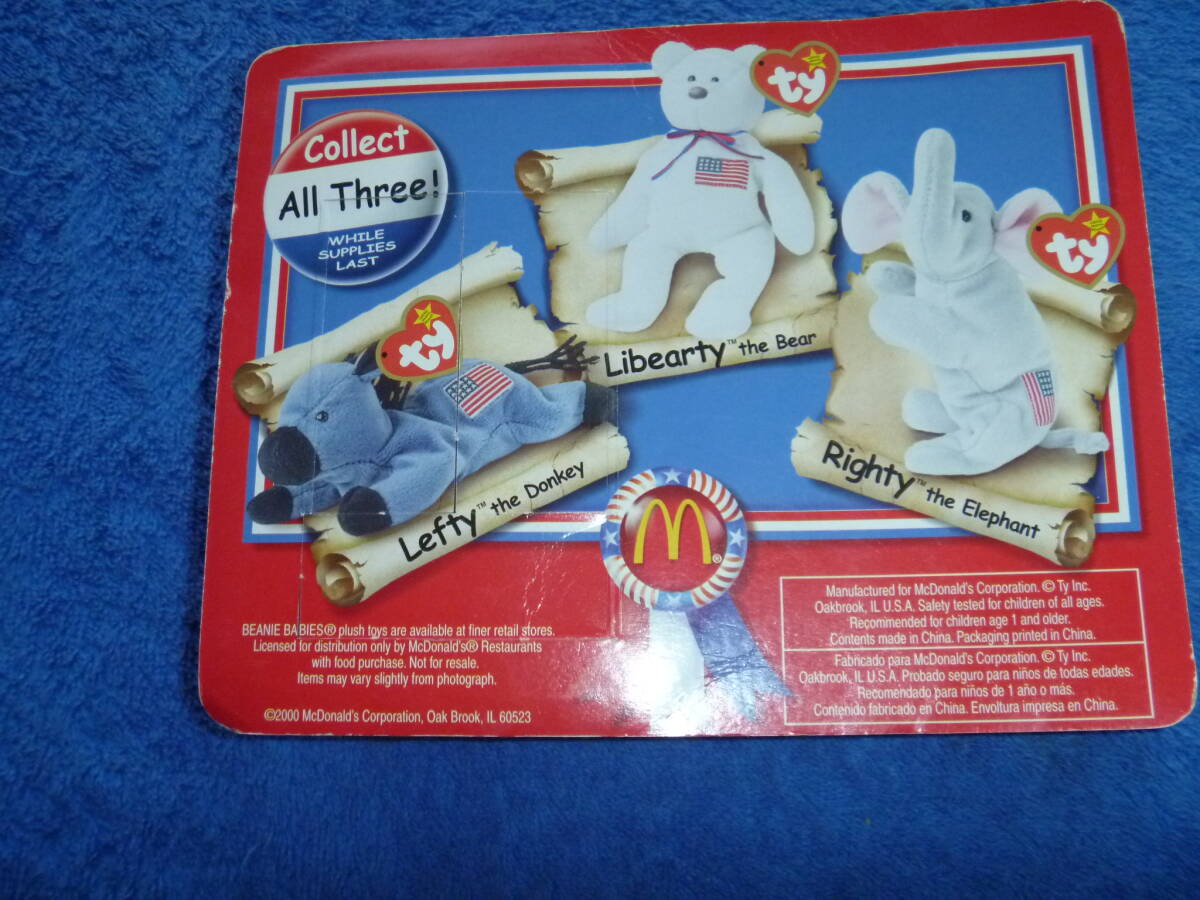 Collect
All Three!
WHILE
SUPPLIES
LAST
ty
ty
ty
Libearty™ the Bear
Lefty™ the Donkey
Righty™ the Elephant
M®
BEANIE BABIES® plush toys are available at finer retail stores.
Licensed for distribution only by McDonald's® Restaurants
with food purchase. Not for resale.
Items may vary slightly from photograph.
©2000 McDonald's Corporation, Oak Brook, IL 60523
Manufactured for McDonald's Corporation. © Ty Inc.
Oakbrook, IL U.S.A. Safety tested for children of all ages.
Recommended for children age 1 and older.
Contents made in China. Packaging printed in China.
Fabricado para McDonald's Corporation. © Ty Inc.
Oakbrook, IL U.S.A. Probado seguro para niños de todas edades.
Recomendado para niños de 1 año o más.
Contenido fabricado en China. Envoltura impresa en China.